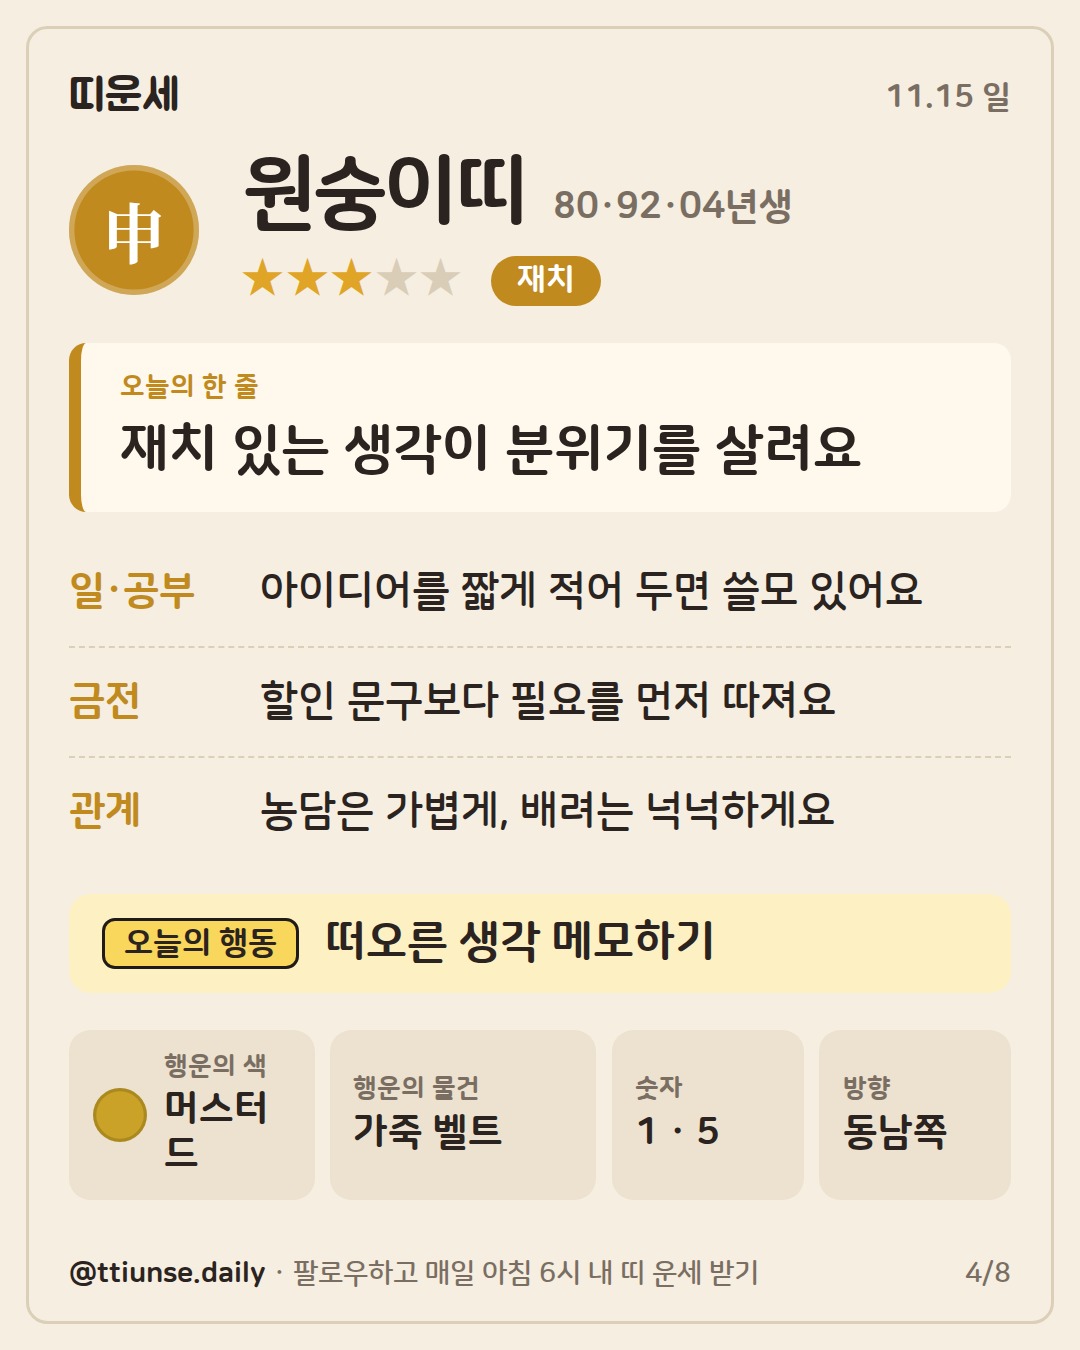 띠운세
11.15 일
申
원숭이띠 80·92·04년생
★★★★★ 재치
오늘의 한 줄
재치 있는 생각이 분위기를 살려요
일·공부 아이디어를 짧게 적어 두면 쓸모 있어요
금전 할인 문구보다 필요를 먼저 따져요
관계 농담은 가볍게, 배려는 넉넉하게요
오늘의 행동 떠오른 생각 메모하기
행운의 색
머스터
드
행운의 물건
가죽 벨트
숫자
1 · 5
방향
동남쪽
@ttiunse.daily · 팔로우하고 매일 아침 6시 내 띠 운세 받기
4/8